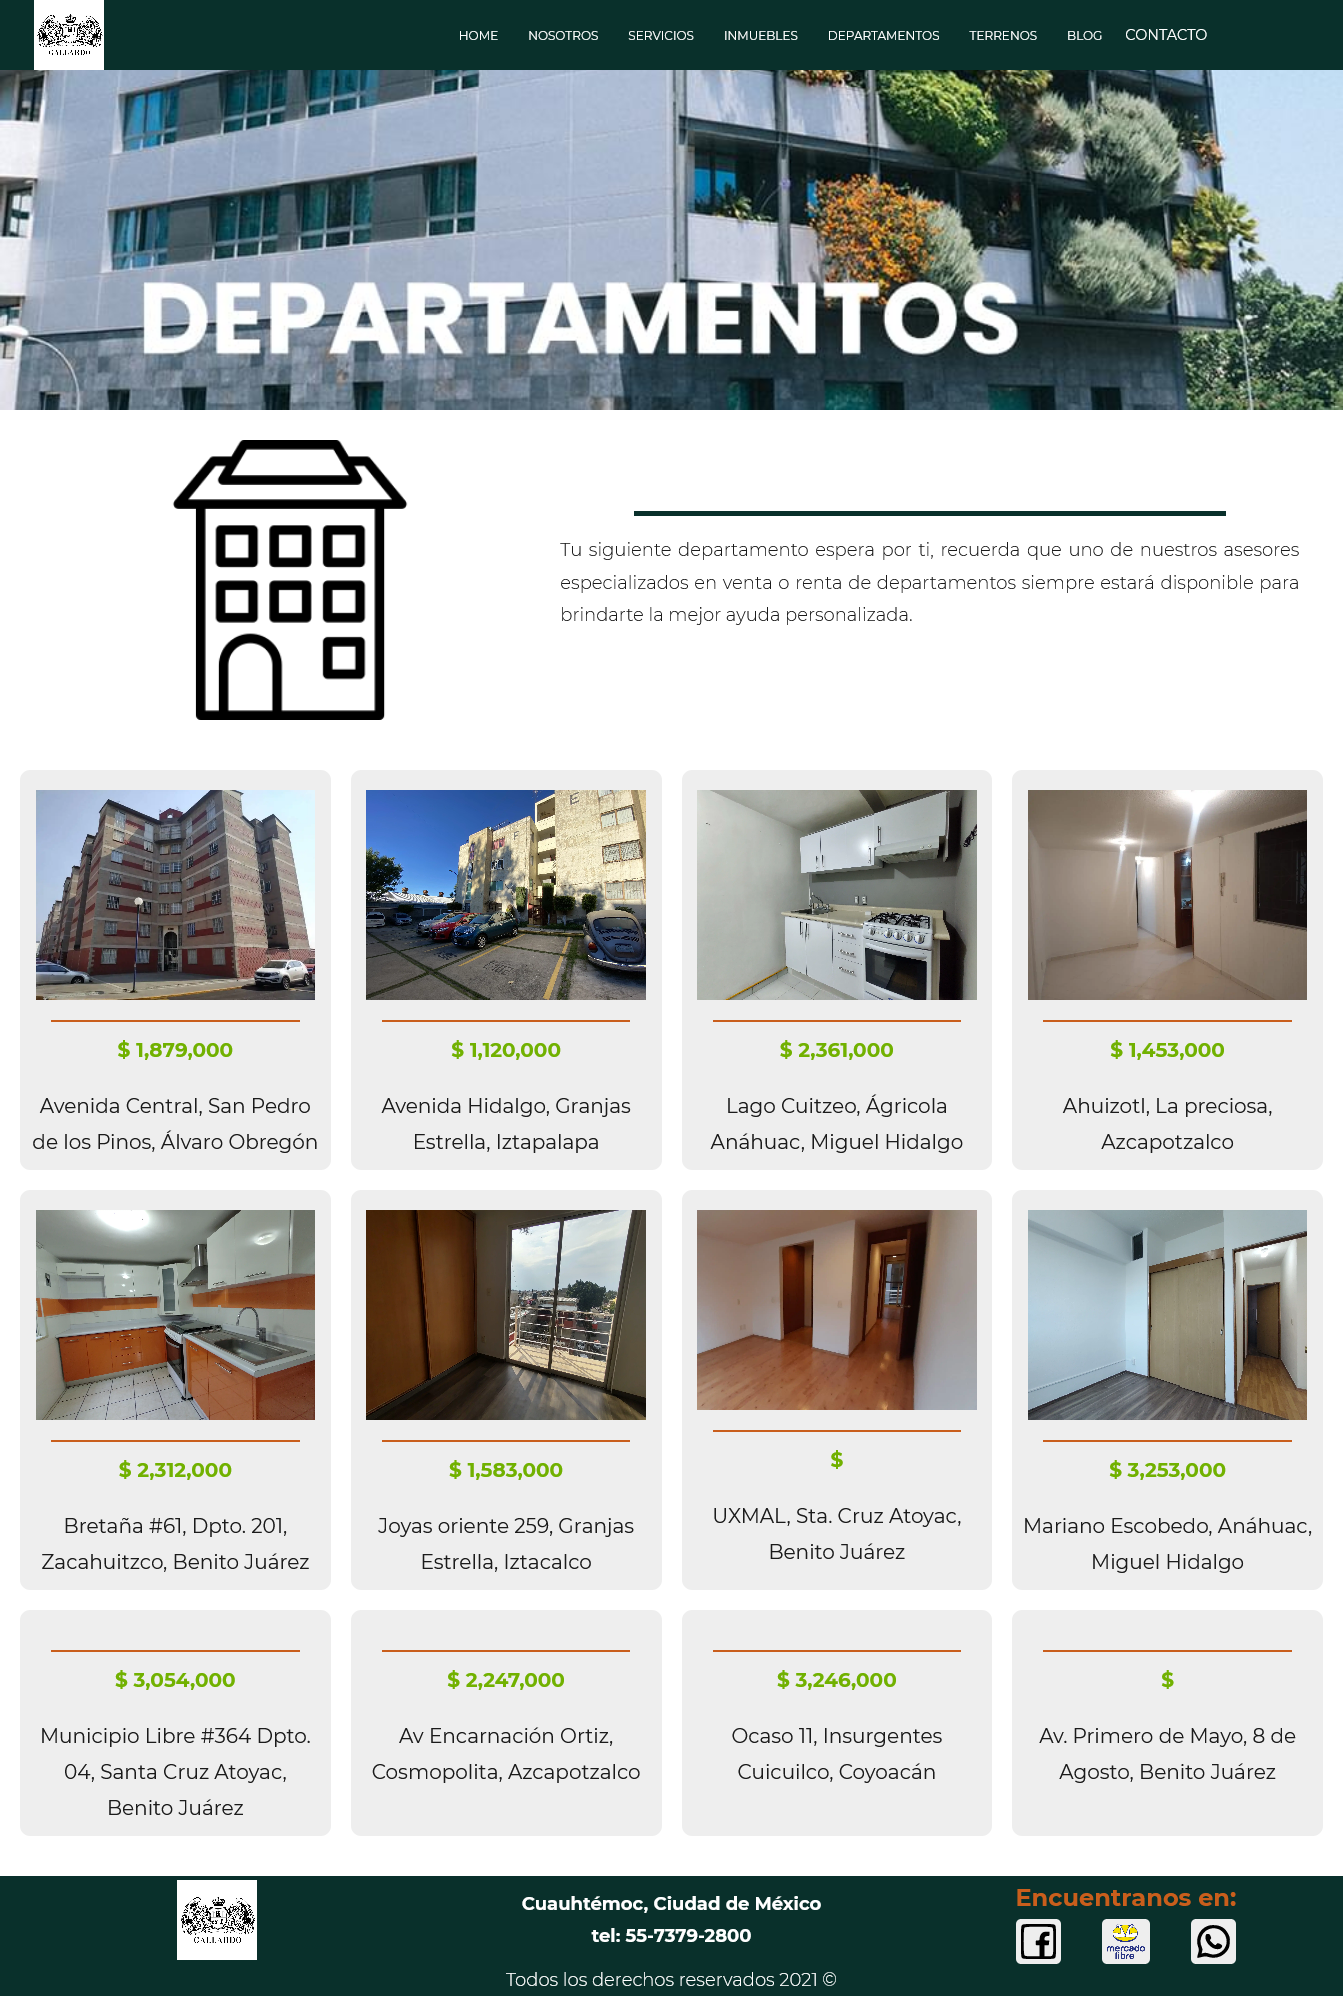 GALLARDO
HOME NOSOTROS SERVICIOS INMUEBLES DEPARTAMENTOS TERRENOS BLOG CONTACTO
DEPARTAMENTOS
Tu siguiente departamento espera por ti, recuerda que uno de nuestros asesores
especializados en venta o renta de departamentos siempre estará disponible para
brindarte la mejor ayuda personalizada.
$ 1,879,000
Avenida Central, San Pedro
de los Pinos, Álvaro Obregón
$ 1,120,000
Avenida Hidalgo, Granjas
Estrella, Iztapalapa
$ 2,361,000
Lago Cuitzeo, Ágricola
Anáhuac, Miguel Hidalgo
$ 1,453,000
Ahuizotl, La preciosa,
Azcapotzalco
$ 2,312,000
Bretaña #61, Dpto. 201,
Zacahuitzco, Benito Juárez
$ 1,583,000
Joyas oriente 259, Granjas
Estrella, Iztacalco
$
UXMAL, Sta. Cruz Atoyac,
Benito Juárez
$ 3,253,000
Mariano Escobedo, Anáhuac,
Miguel Hidalgo
$ 3,054,000
Municipio Libre #364 Dpto.
04, Santa Cruz Atoyac,
Benito Juárez
$ 2,247,000
Av Encarnación Ortiz,
Cosmopolita, Azcapotzalco
$ 3,246,000
Ocaso 11, Insurgentes
Cuicuilco, Coyoacán
$
Av. Primero de Mayo, 8 de
Agosto, Benito Juárez
GALLARDO
Cuauhtémoc, Ciudad de México
tel: 55-7379-2800
Todos los derechos reservados 2021 ©
Encuentranos en:
mercado
libre